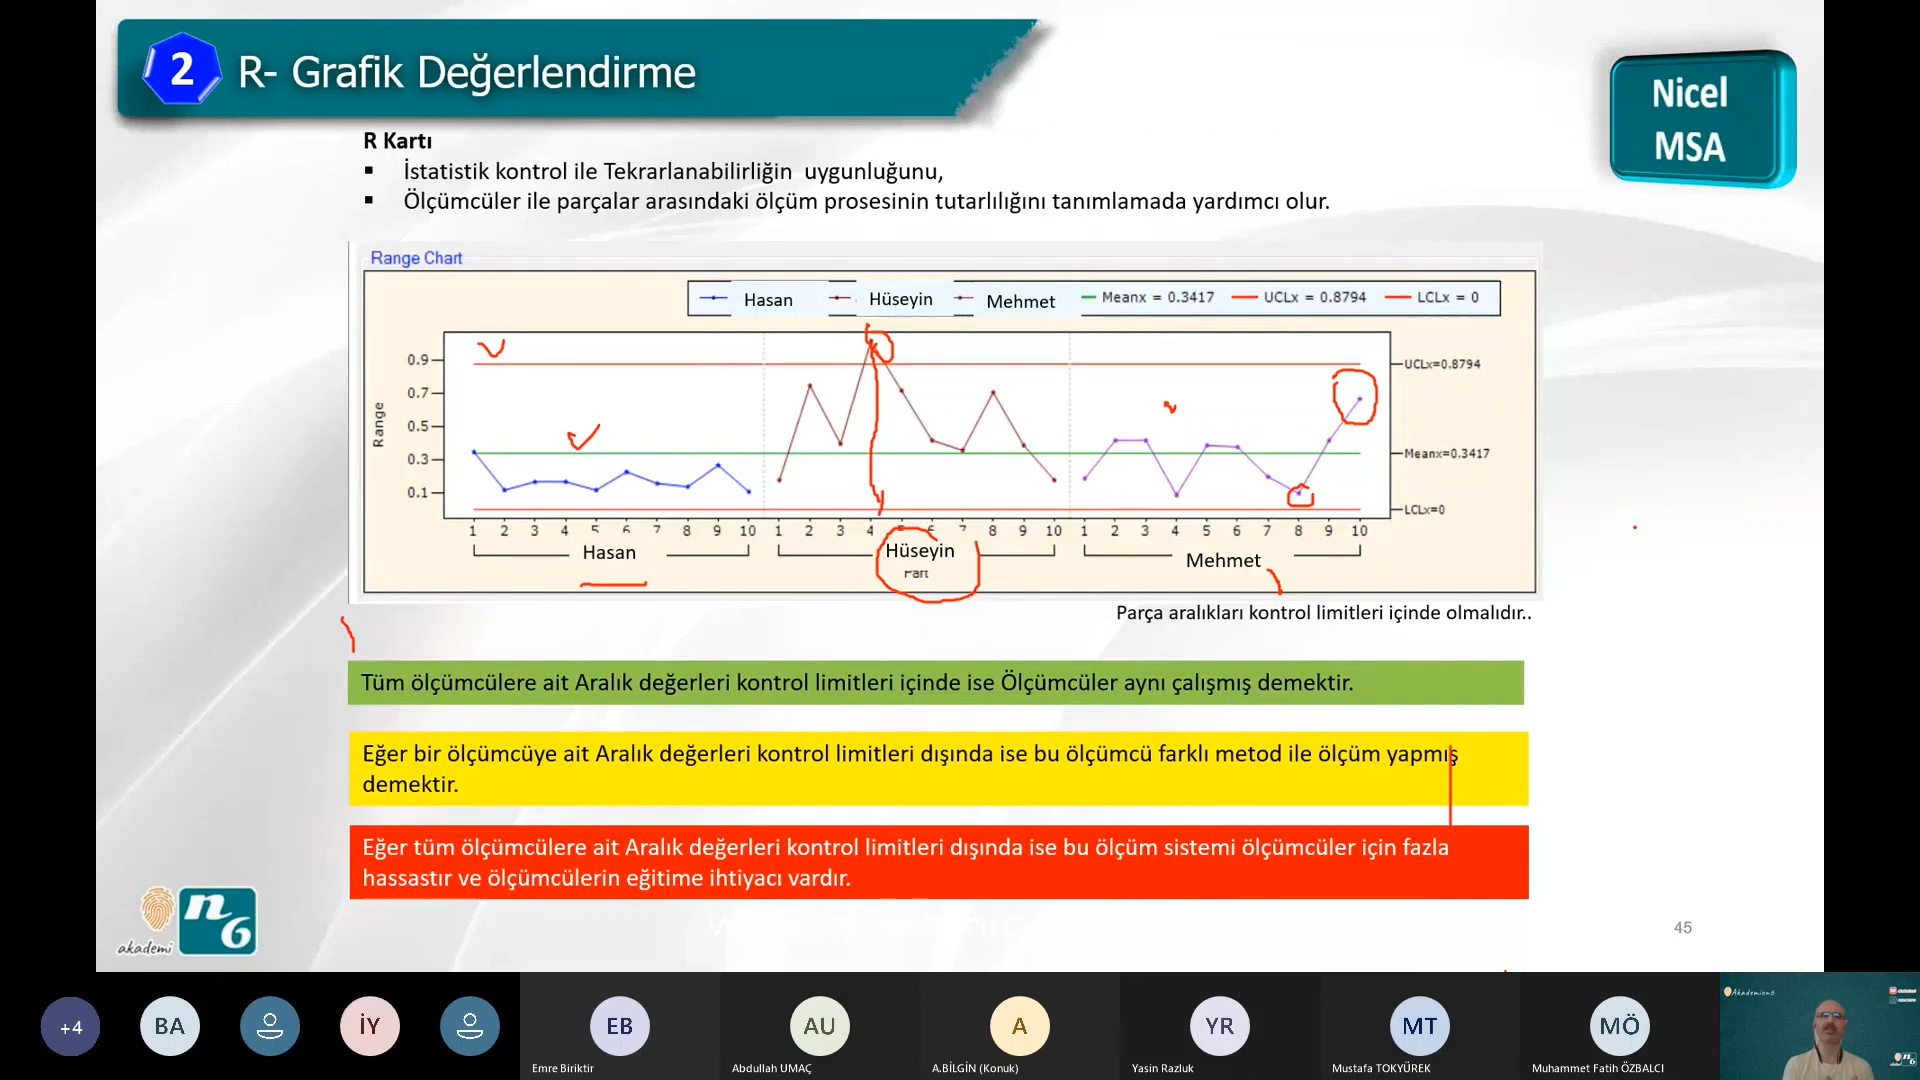 2
R- Grafik Değerlendirme
Nicel
MSA
R Kartı
▪ İstatistik kontrol ile Tekrarlanabilirliğin uygunluğunu,
▪ Ölçümcüler ile parçalar arasındaki ölçüm prosesinin tutarlılığını tanımlamada yardımcı olur.
Range Chart
Hasan Hüseyin Mehmet Meanx = 0.3417 UCLx = 0.8794 LCLx = 0
Range
0.9
0.7
0.5
0.3
0.1
UCLx=0.8794
Meanx=0.3417
LCLx=0
1 2 3 4 5 6 7 8 9 10 1 2 3 4 6 7 8 9 10 1 2 3 4 5 6 7 8 9 10
Hasan Hüseyin Mehmet
Part
Parça aralıkları kontrol limitleri içinde olmalıdır..
Tüm ölçümcülere ait Aralık değerleri kontrol limitleri içinde ise Ölçümcüler aynı çalışmış demektir.
Eğer bir ölçümcüye ait Aralık değerleri kontrol limitleri dışında ise bu ölçümcü farklı metod ile ölçüm yapmış
demektir.
Eğer tüm ölçümcülere ait Aralık değerleri kontrol limitleri dışında ise bu ölçüm sistemi ölçümcüler için fazla
hassastır ve ölçümcülerin eğitime ihtiyacı vardır.
akademi n6
45
+4 BA İY EB AU A YR MT MÖ
Emre Biriktir Abdullah UMAÇ A.BİLGİN (Konuk) Yasin Razluk Mustafa TOKYÜREK Muhammet Fatih ÖZBALCI